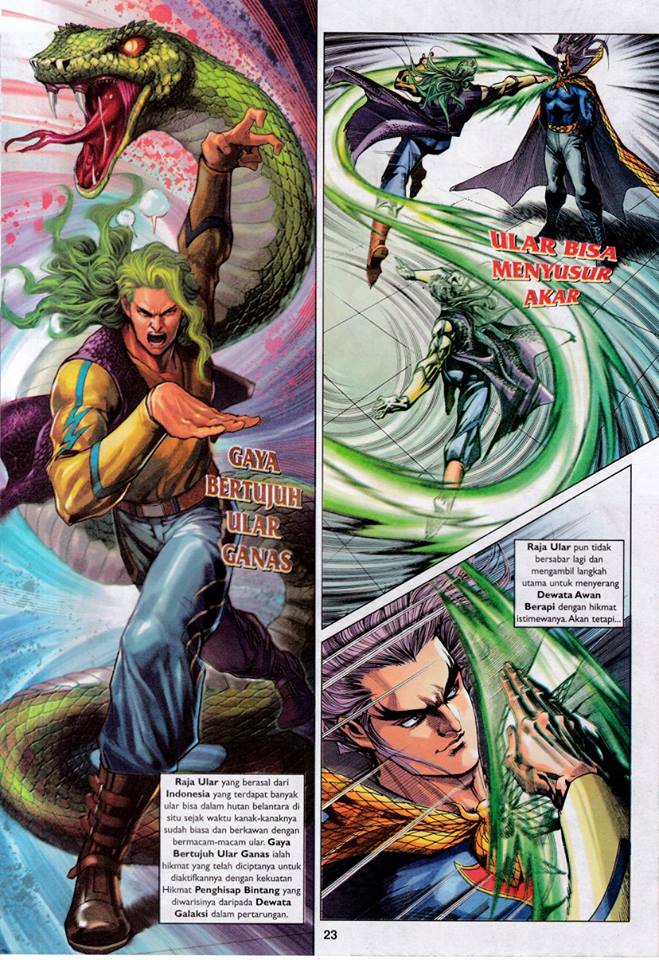 GAYA
BERTUJUH
ULAR
GANAS
Raja Ular yang berasal dari
Indonesia yang terdapat banyak
ular bisa dalam hutan belantara di
situ sejak waktu kanak-kanaknya
sudah biasa dan berkawan dengan
bermacam-macam ular. Gaya
Bertujuh Ular Ganas ialah
hikmat yang telah diciptanya untuk
diaktifkannya dengan kekuatan
Hikmat Penghisap Bintang yang
diwarisinya daripada Dewata
Galaksi dalam pertarungan.
ULAR BISA
MENYUSUR
AKAR
Raja Ular pun tidak
bersabar lagi dan
mengambil langkah
utama untuk menyerang
Dewata Awan
Berapi dengan hikmat
istimewanya. Akan tetapi...
23